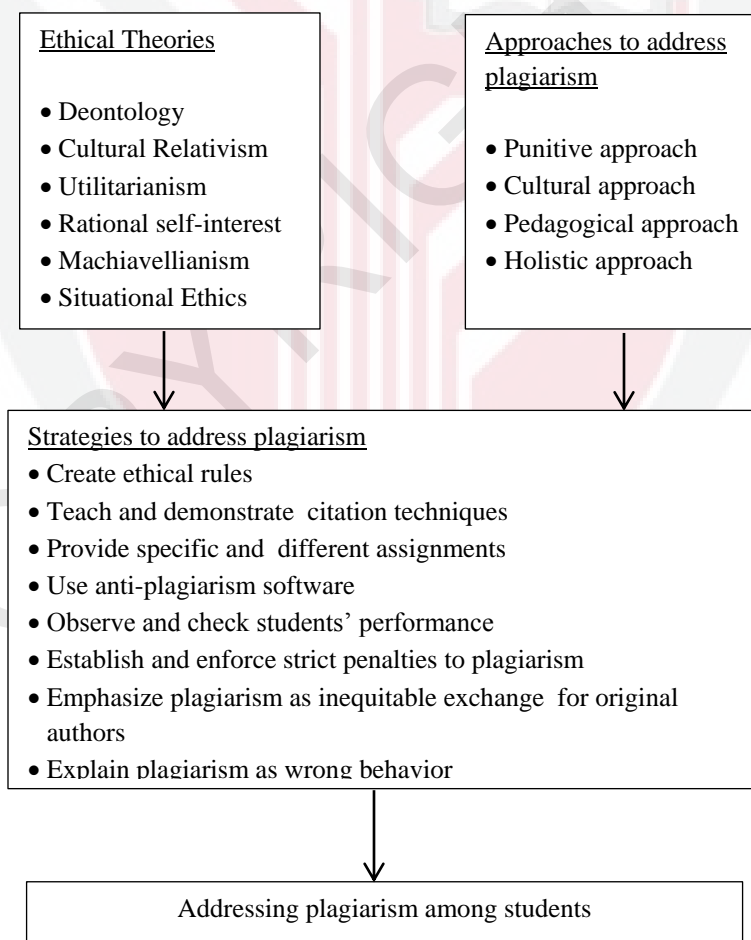 Ethical Theories
• Deontology
• Cultural Relativism
• Utilitarianism
• Rational self-interest
• Machiavellianism
• Situational Ethics
Approaches to address
plagiarism
• Punitive approach
• Cultural approach
• Pedagogical approach
• Holistic approach
Strategies to address plagiarism
• Create ethical rules
• Teach and demonstrate citation techniques
• Provide specific and different assignments
• Use anti-plagiarism software
• Observe and check students’ performance
• Establish and enforce strict penalties to plagiarism
• Emphasize plagiarism as inequitable exchange for original
authors
• Explain plagiarism as wrong behavior
Addressing plagiarism among students